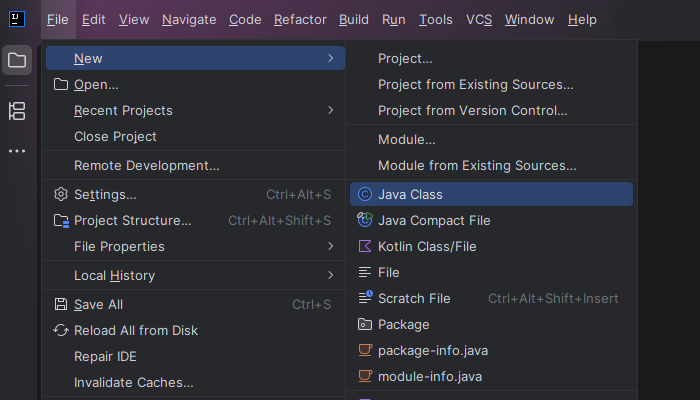 IJ
File Edit View Navigate Code Refactor Build Run Tools VCS Window Help
New
Open...
Recent Projects
Close Project
Remote Development...
Settings... Ctrl+Alt+S
Project Structure... Ctrl+Alt+Shift+S
File Properties
Local History
Save All Ctrl+S
Reload All from Disk
Repair IDE
Invalidate Caches...
Project...
Project from Existing Sources...
Project from Version Control...
Module...
Module from Existing Sources...
Java Class
Java Compact File
Kotlin Class/File
File
Scratch File Ctrl+Alt+Shift+Insert
Package
package-info.java
module-info.java